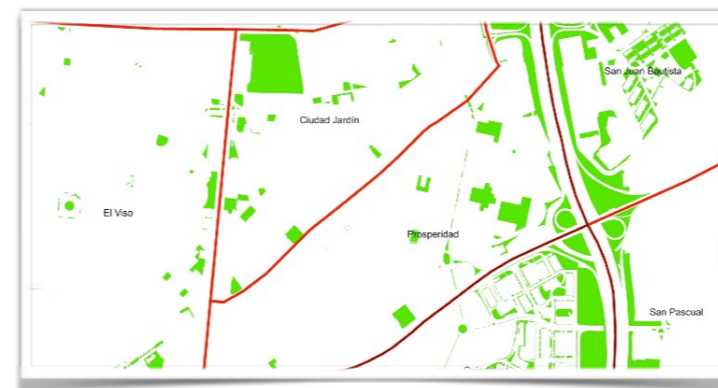 San Juan Bautista
Ciudad Jardín
El Viso
Prosperidad
San Pascual